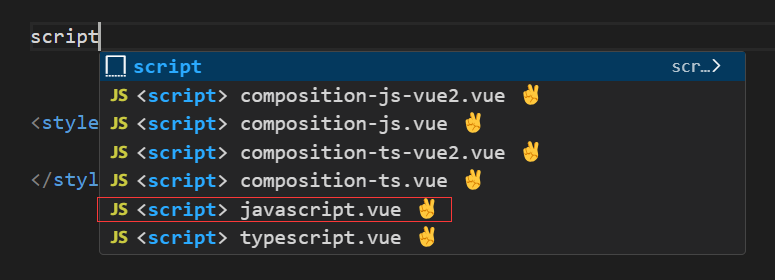 script
script scr...>
JS <script> composition-js-vue2.vue ✌
JS <script> composition-js.vue ✌
<style
JS <script> composition-ts-vue2.vue ✌
</styl
JS <script> composition-ts.vue ✌
JS <script> javascript.vue ✌
JS <script> typescript.vue ✌